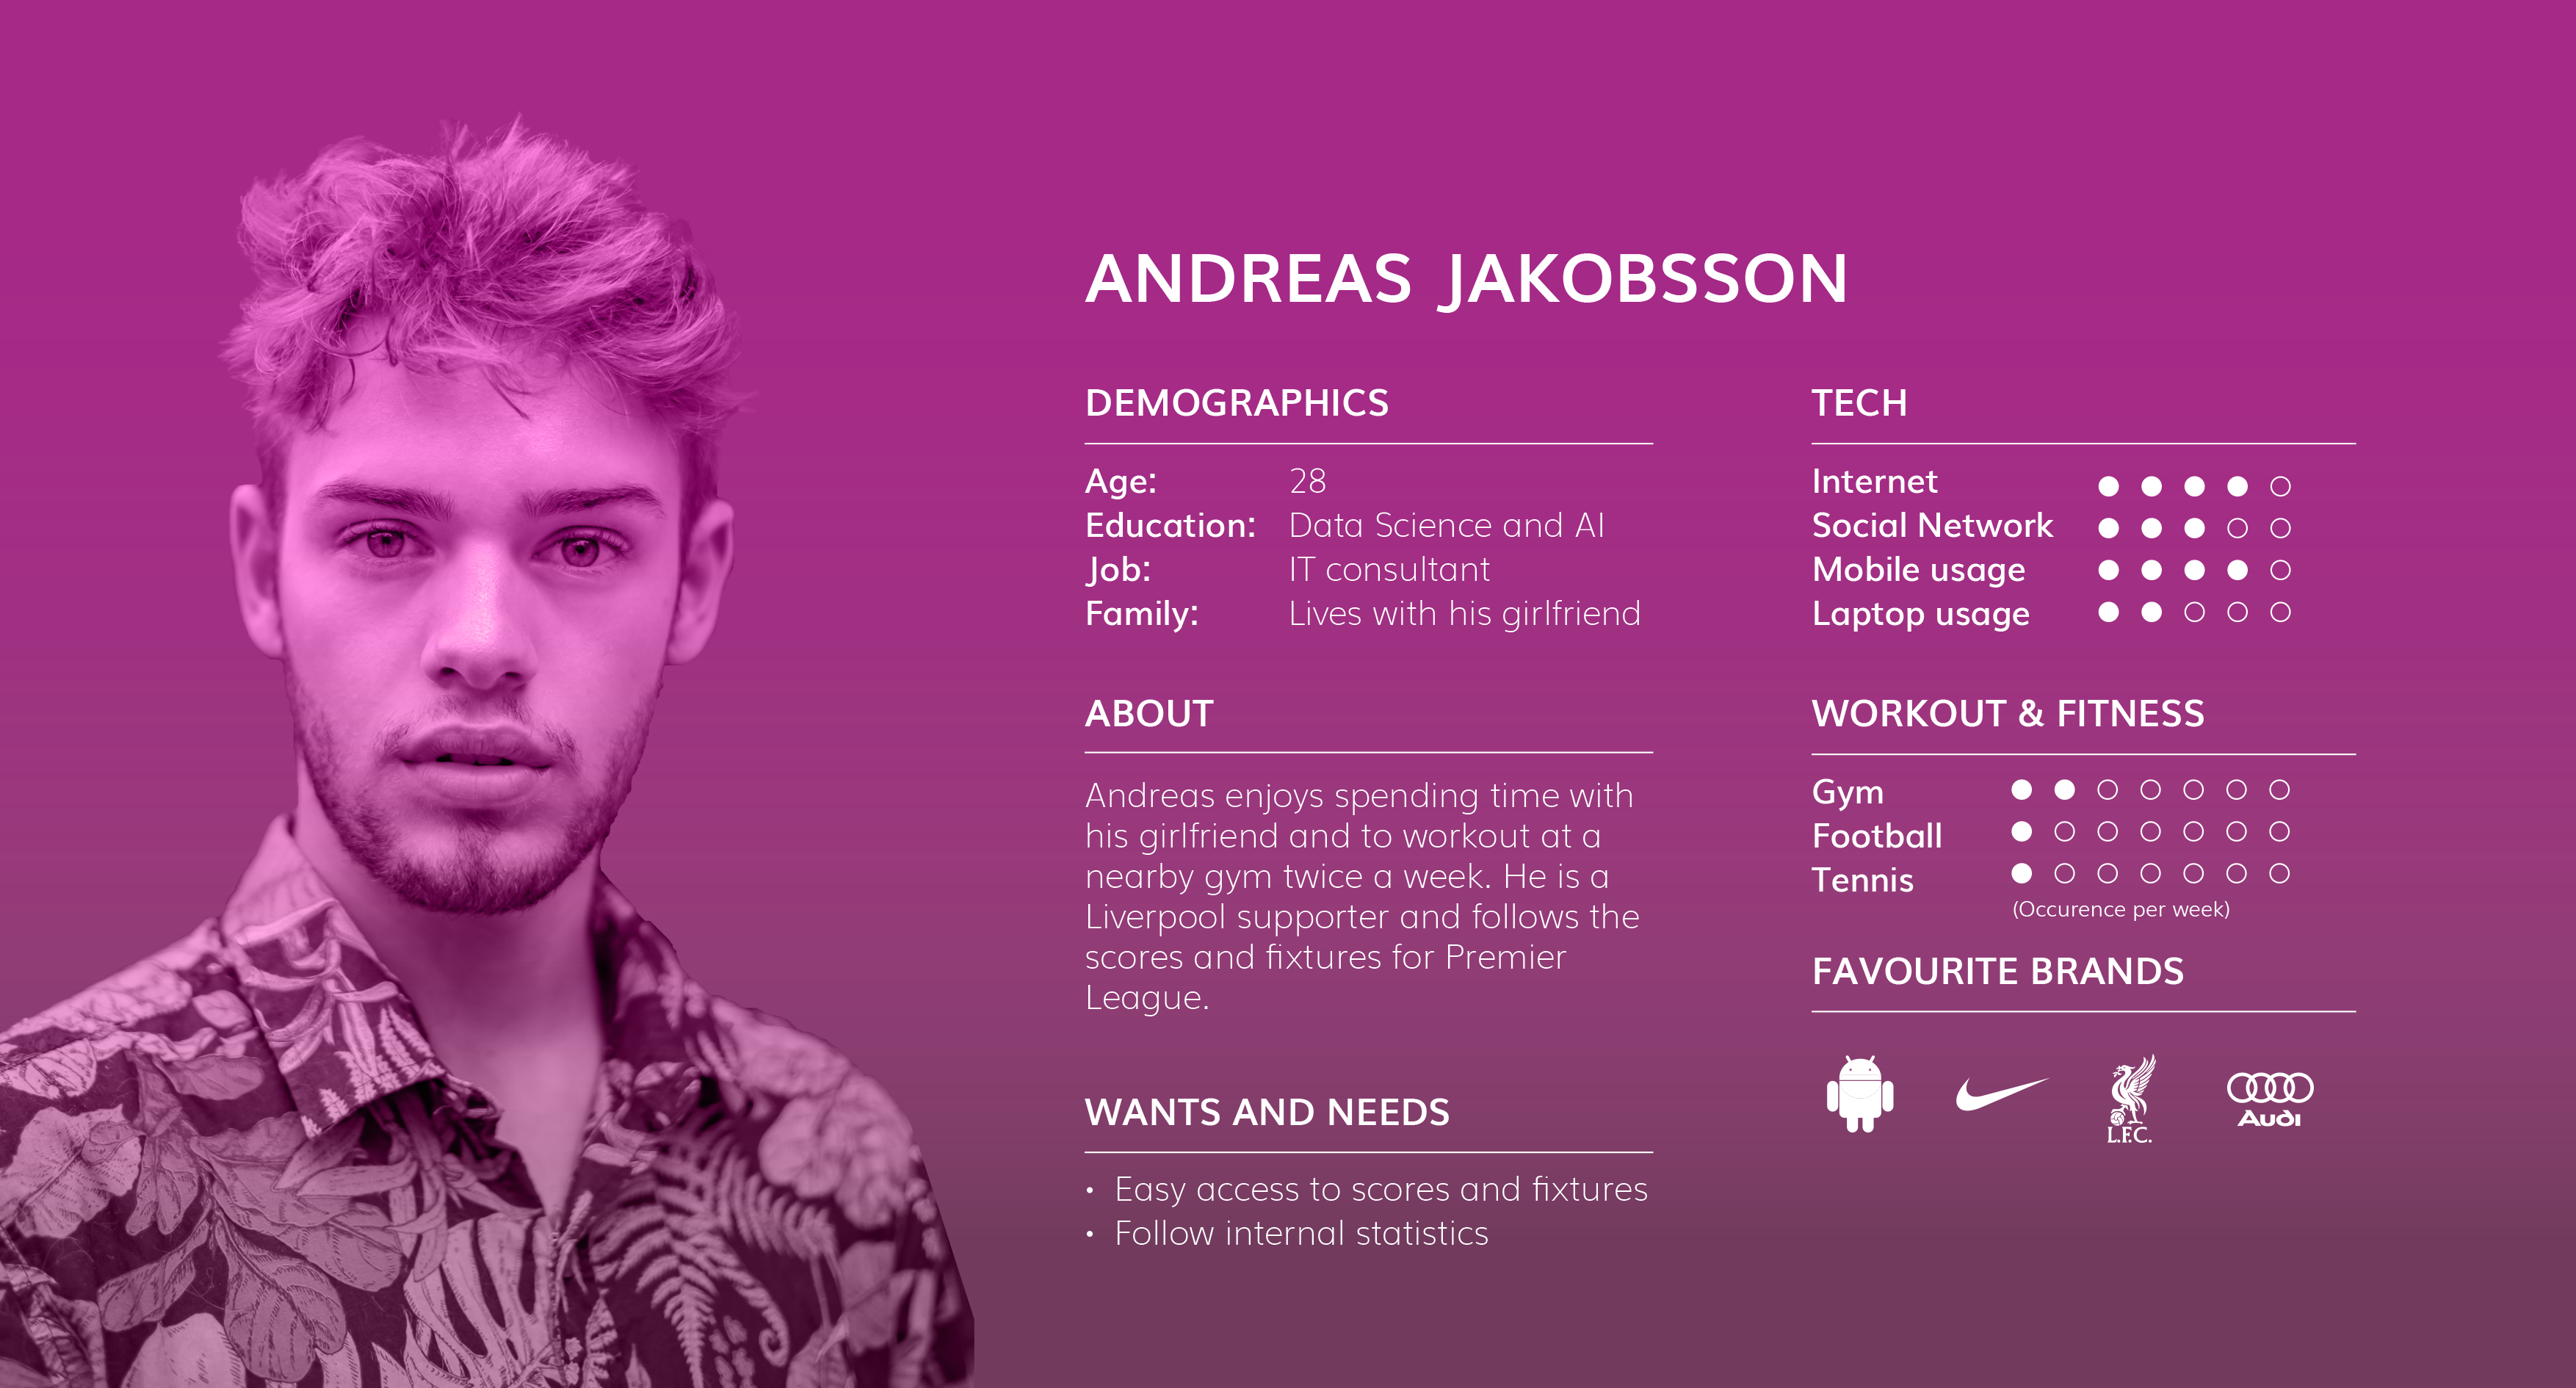 ANDREAS JAKOBSSON
DEMOGRAPHICS
Age: 28
Education: Data Science and AI
Job: IT consultant
Family: Lives with his girlfriend
ABOUT
Andreas enjoys spending time with
his girlfriend and to workout at a
nearby gym twice a week. He is a
Liverpool supporter and follows the
scores and fixtures for Premier
League.
WANTS AND NEEDS
• Easy access to scores and fixtures
• Follow internal statistics
TECH
Internet
Social Network
Mobile usage
Laptop usage
WORKOUT & FITNESS
Gym
Football
Tennis
(Occurence per week)
FAVOURITE BRANDS
L.F.C.
Audi